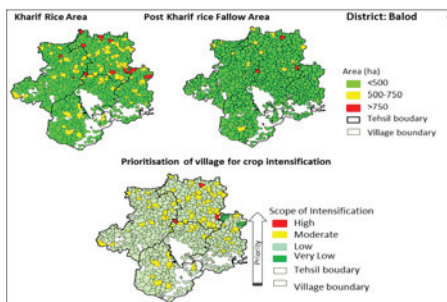 Kharif Rice Area
Post Kharif rice Fallow Area
District: Balod
Area (ha)
<500
500-750
>750
Tehsil boudary
Village boundary
Prioritisation of village for crop intensification
Scope of Intensification
High
Moderate
Low
Very Low
Tehsil boudary
Village boundary
Priority